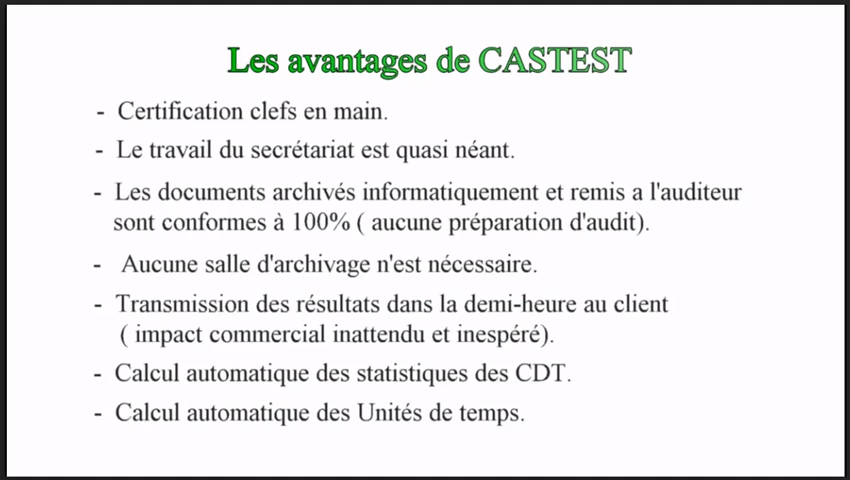 Les avantages de CASTEST
- Certification clefs en main.
- Le travail du secrétariat est quasi néant.
- Les documents archivés informatiquement et remis a l'auditeur
sont conformes à 100% ( aucune préparation d'audit).
- Aucune salle d'archivage n'est nécessaire.
- Transmission des résultats dans la demi-heure au client
( impact commercial inattendu et inespéré).
- Calcul automatique des statistiques des CDT.
- Calcul automatique des Unités de temps.